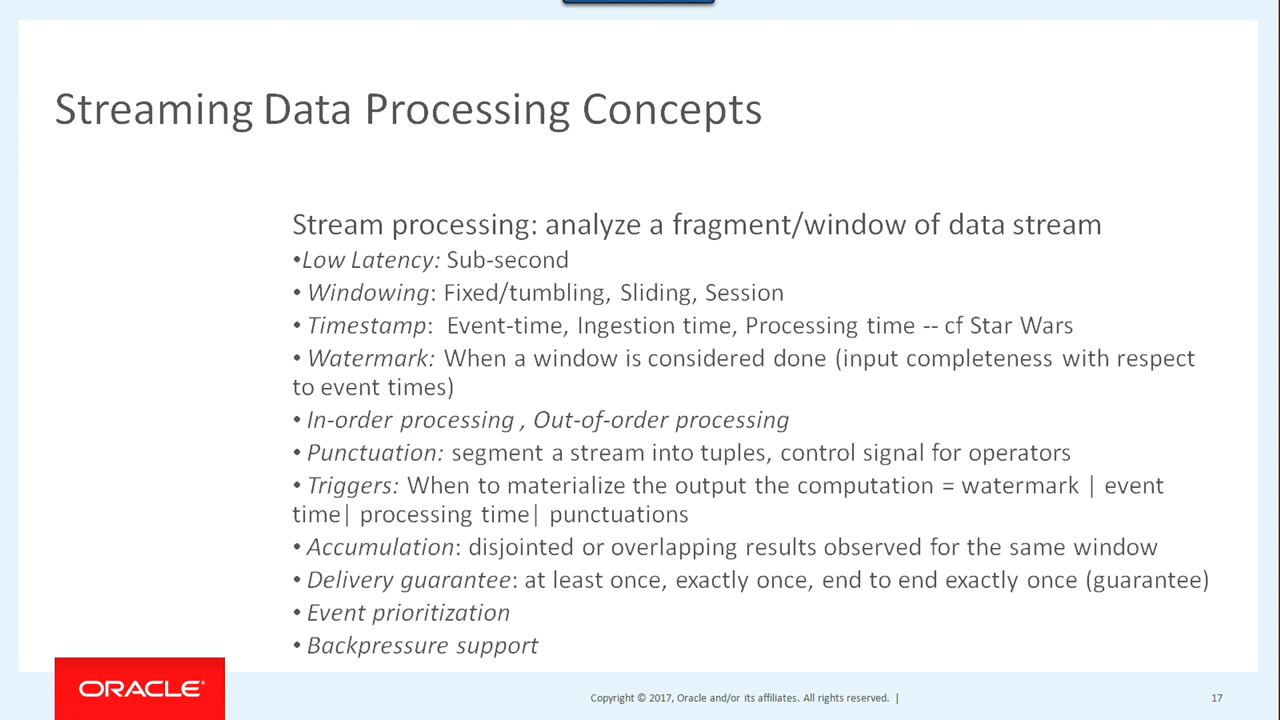 Streaming Data Processing Concepts
Stream processing: analyze a fragment/window of data stream
•Low Latency: Sub-second
• Windowing: Fixed/tumbling, Sliding, Session
• Timestamp:  Event-time, Ingestion time, Processing time -- cf Star Wars
• Watermark: When a window is considered done (input completeness with respect
to event times)
• In-order processing , Out-of-order processing
• Punctuation: segment a stream into tuples, control signal for operators
• Triggers: When to materialize the output the computation = watermark | event
time| processing time| punctuations
• Accumulation: disjointed or overlapping results observed for the same window
• Delivery guarantee: at least once, exactly once, end to end exactly once (guarantee)
• Event prioritization
• Backpressure support
ORACLE®
Copyright © 2017, Oracle and/or its affiliates. All rights reserved. |
17